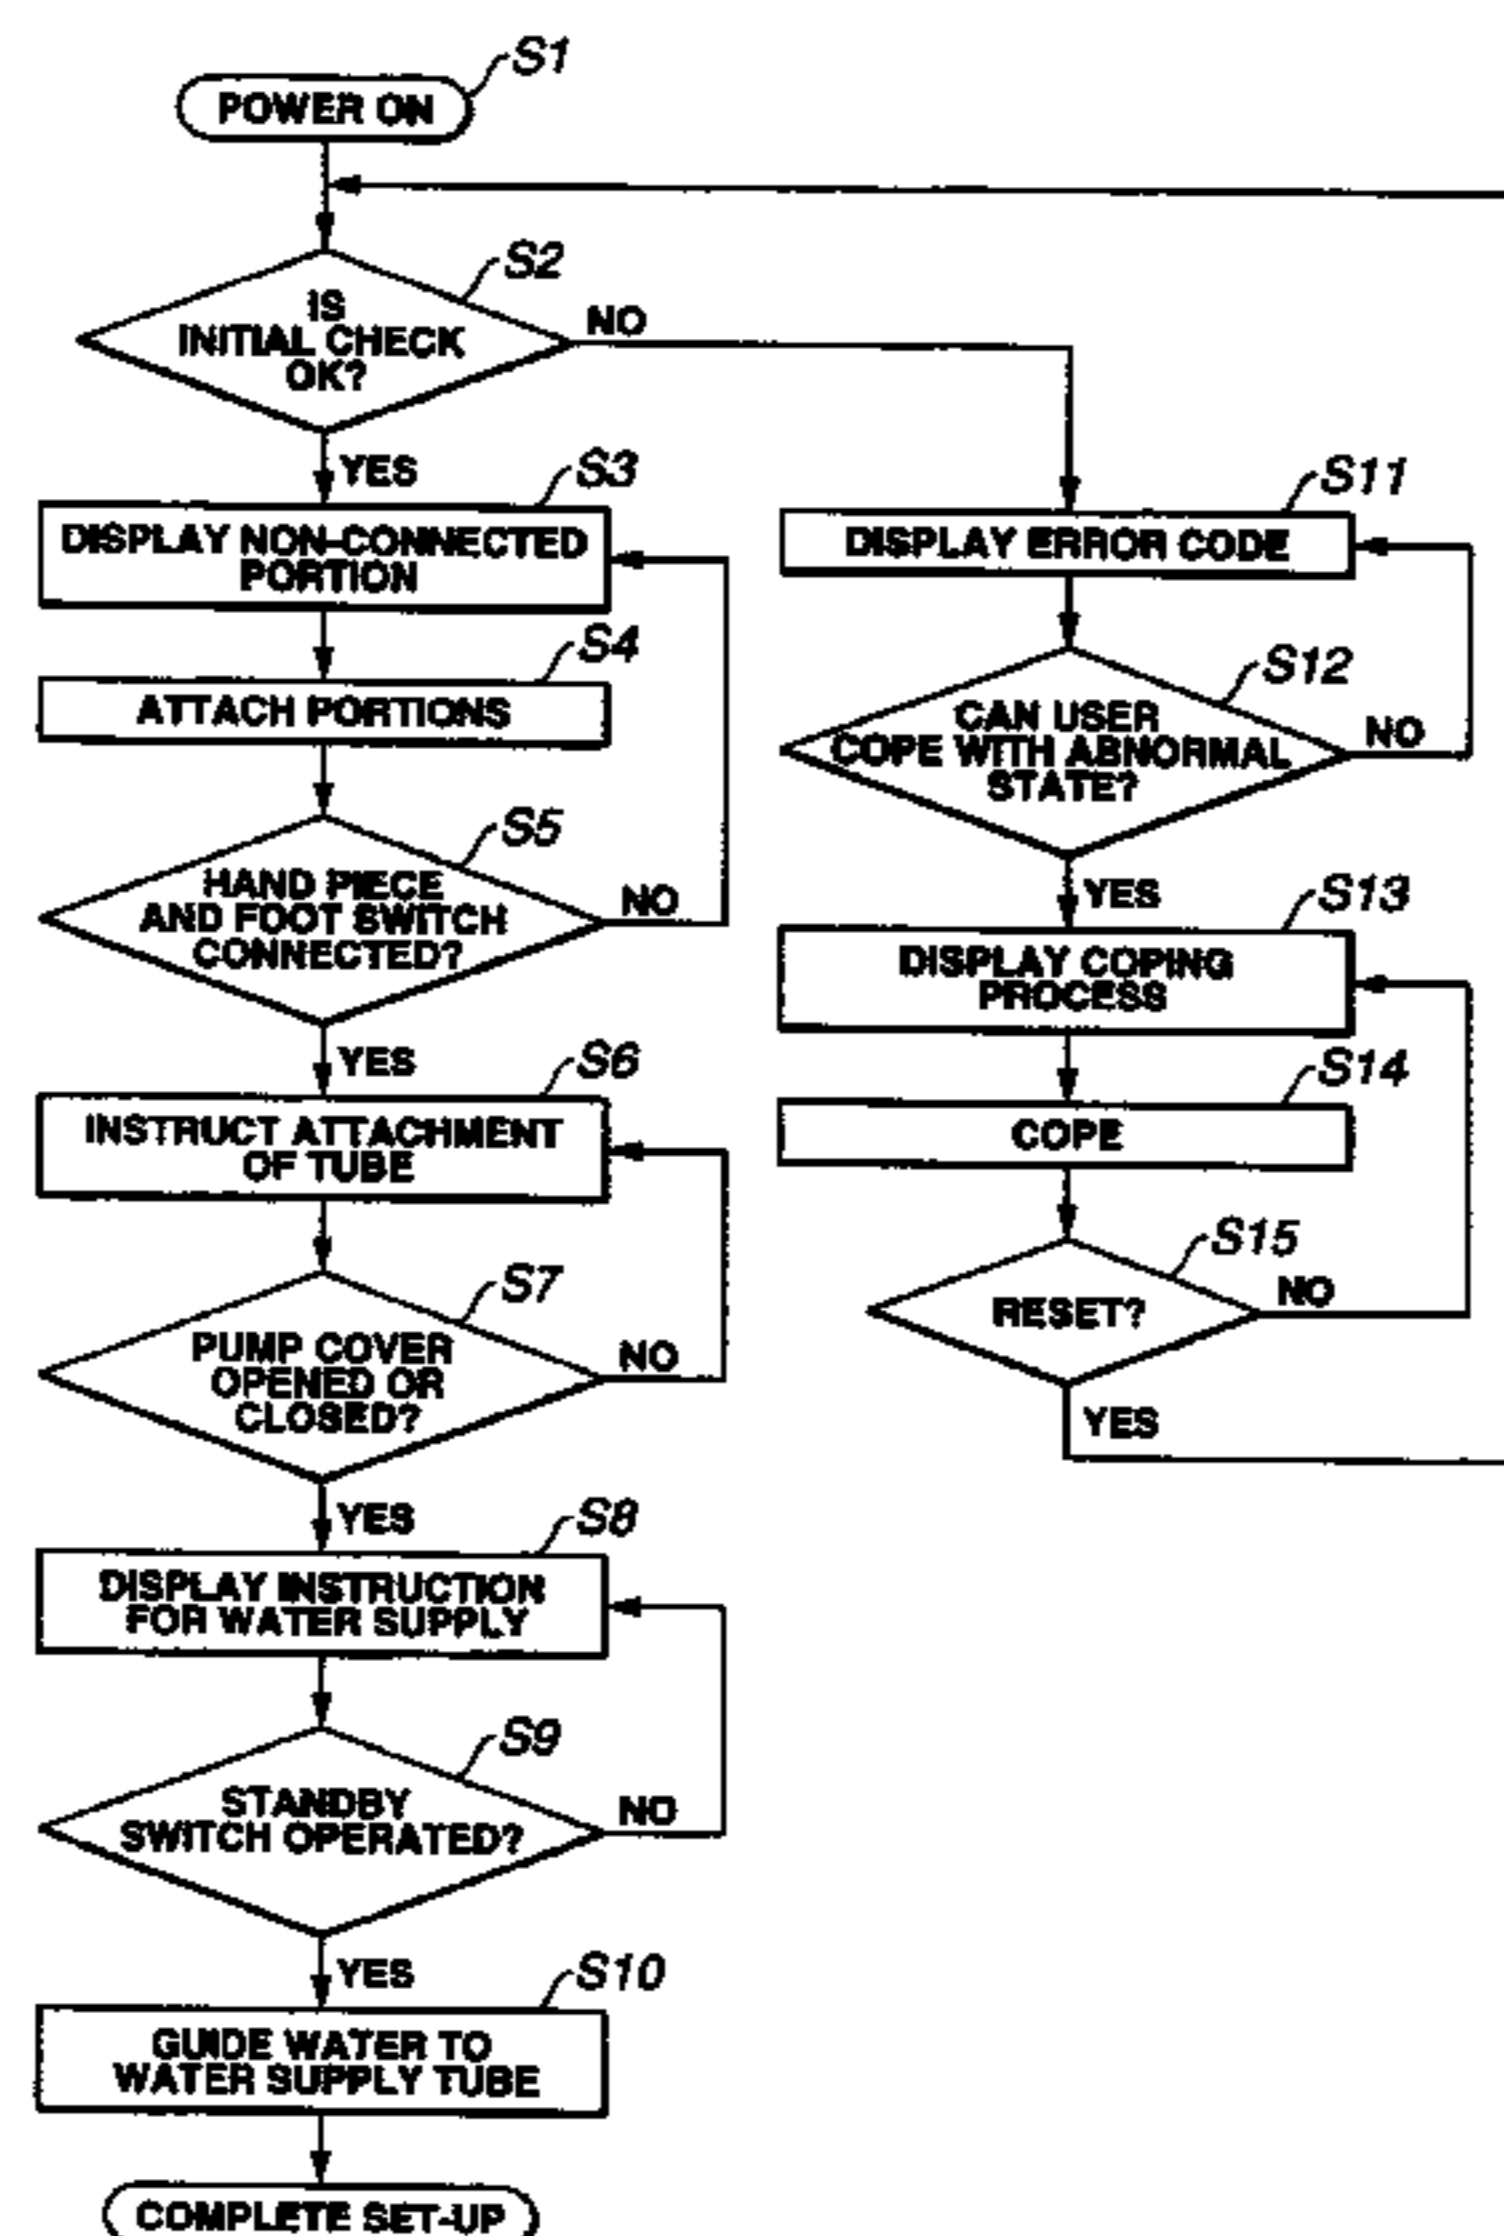 S1
POWER ON
S2
IS
INITIAL CHECK
OK?
NO
YES
S3
DISPLAY NON-CONNECTED
PORTION
S4
ATTACH PORTIONS
S5
HAND PIECE
AND FOOT SWITCH
CONNECTED?
NO
YES
S6
INSTRUCT ATTACHMENT
OF TUBE
S7
PUMP COVER
OPENED OR
CLOSED?
NO
YES
S8
DISPLAY INSTRUCTION
FOR WATER SUPPLY
S9
STANDBY
SWITCH OPERATED?
NO
YES
S10
GUIDE WATER TO
WATER SUPPLY TUBE
COMPLETE SET-UP
S11
DISPLAY ERROR CODE
S12
CAN USER
COPE WITH ABNORMAL
STATE?
NO
YES
S13
DISPLAY COPING
PROCESS
S14
COPE
S15
RESET?
NO
YES